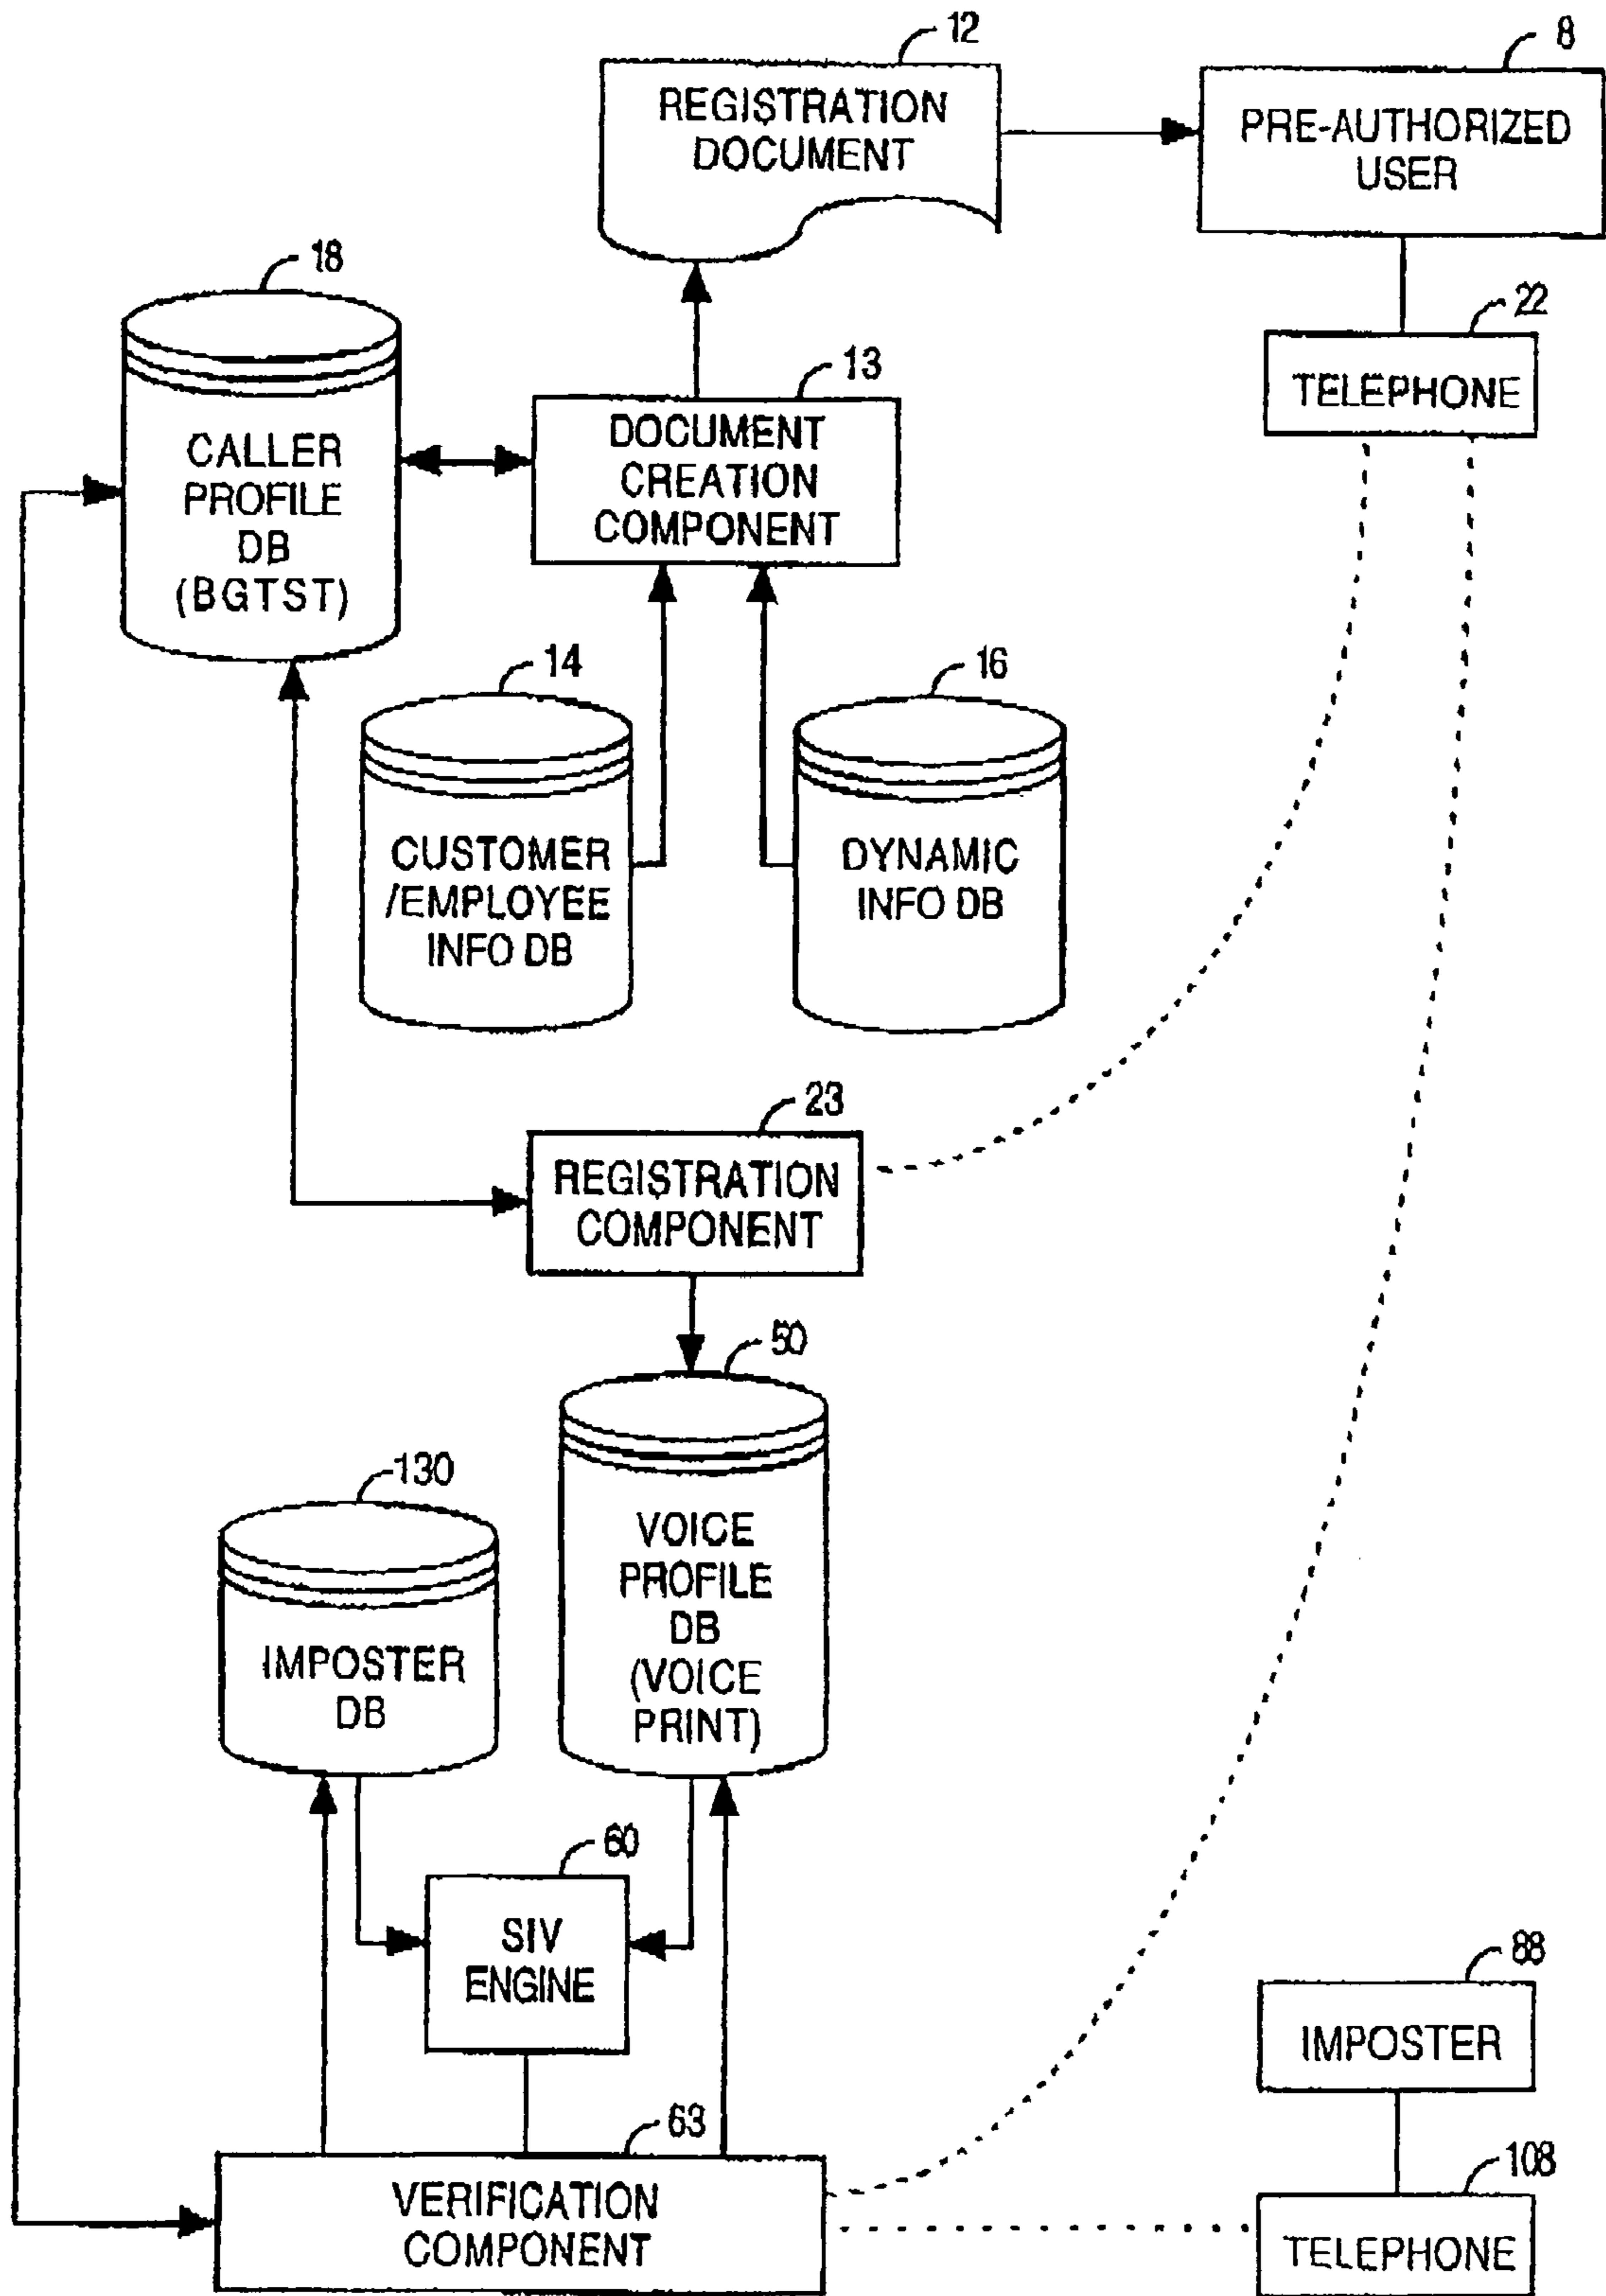 12
REGISTRATION
DOCUMENT
8
PRE-AUTHORIZED
USER
22
TELEPHONE
18
CALLER
PROFILE
DB
(BGTST)
13
DOCUMENT
CREATION
COMPONENT
14
CUSTOMER
/EMPLOYEE
INFO DB
16
DYNAMIC
INFO DB
23
REGISTRATION
COMPONENT
50
VOICE
PROFILE
DB
(VOICE
PRINT)
130
IMPOSTER
DB
60
SIV
ENGINE
88
IMPOSTER
63
VERIFICATION
COMPONENT
108
TELEPHONE